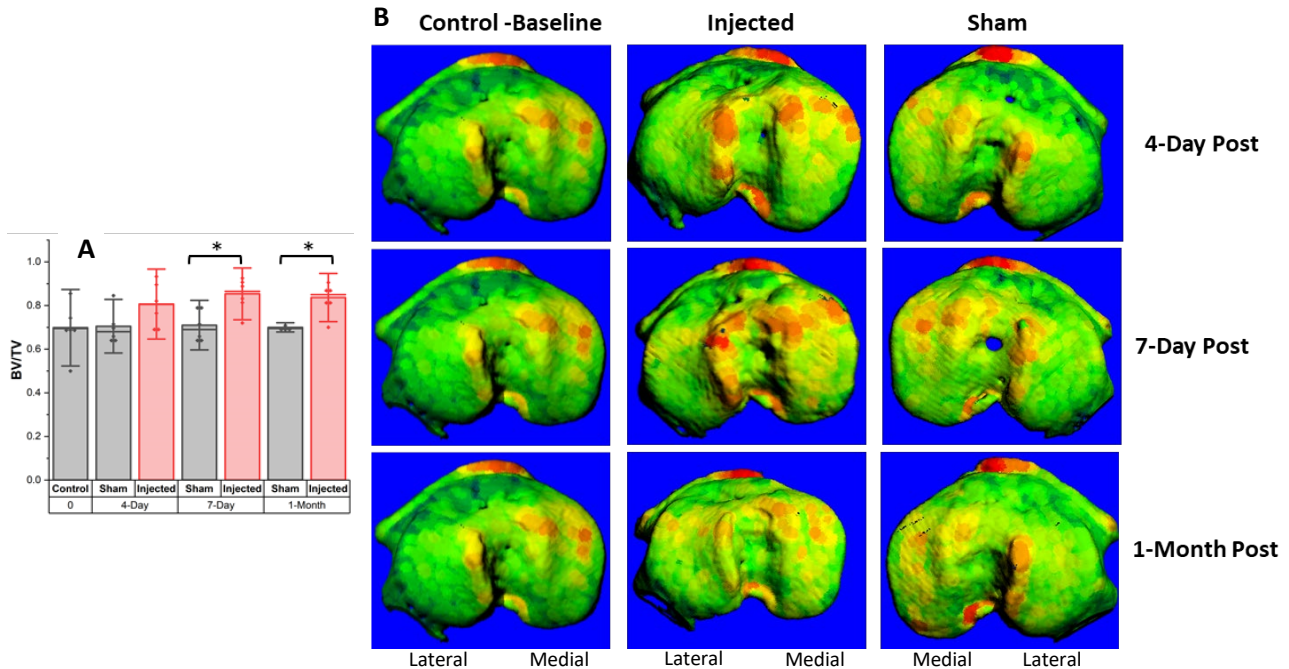 B
Control -Baseline
Injected
Sham
4-Day Post
A
*
*
1.0
0.8
0.6
0.4
0.2
0.0
BV/TV
Control Sham Injected Sham Injected Sham Injected
0 4-Day 7-Day 1-Month
7-Day Post
1-Month Post
Lateral Medial
Lateral Medial
Medial Lateral